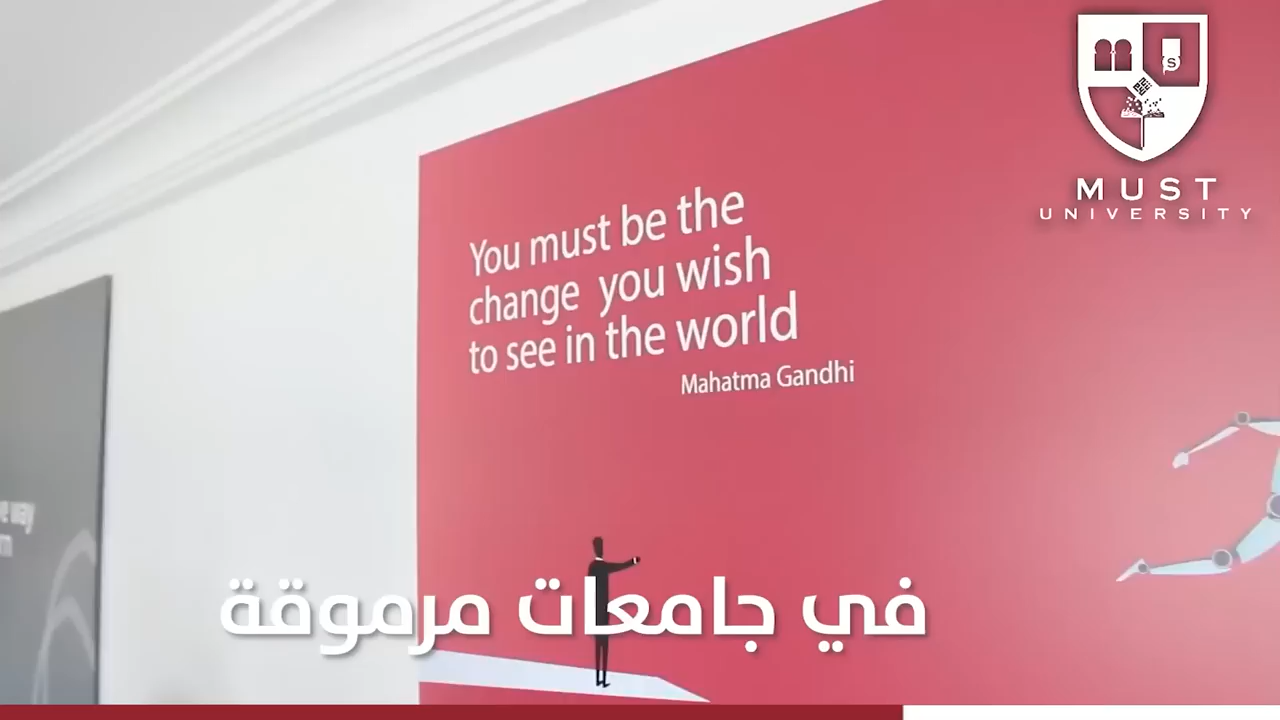 MUST
UNIVERSITY
You must be the
change you wish
to see in the world
Mahatma Gandhi
في جامعات مرموقة